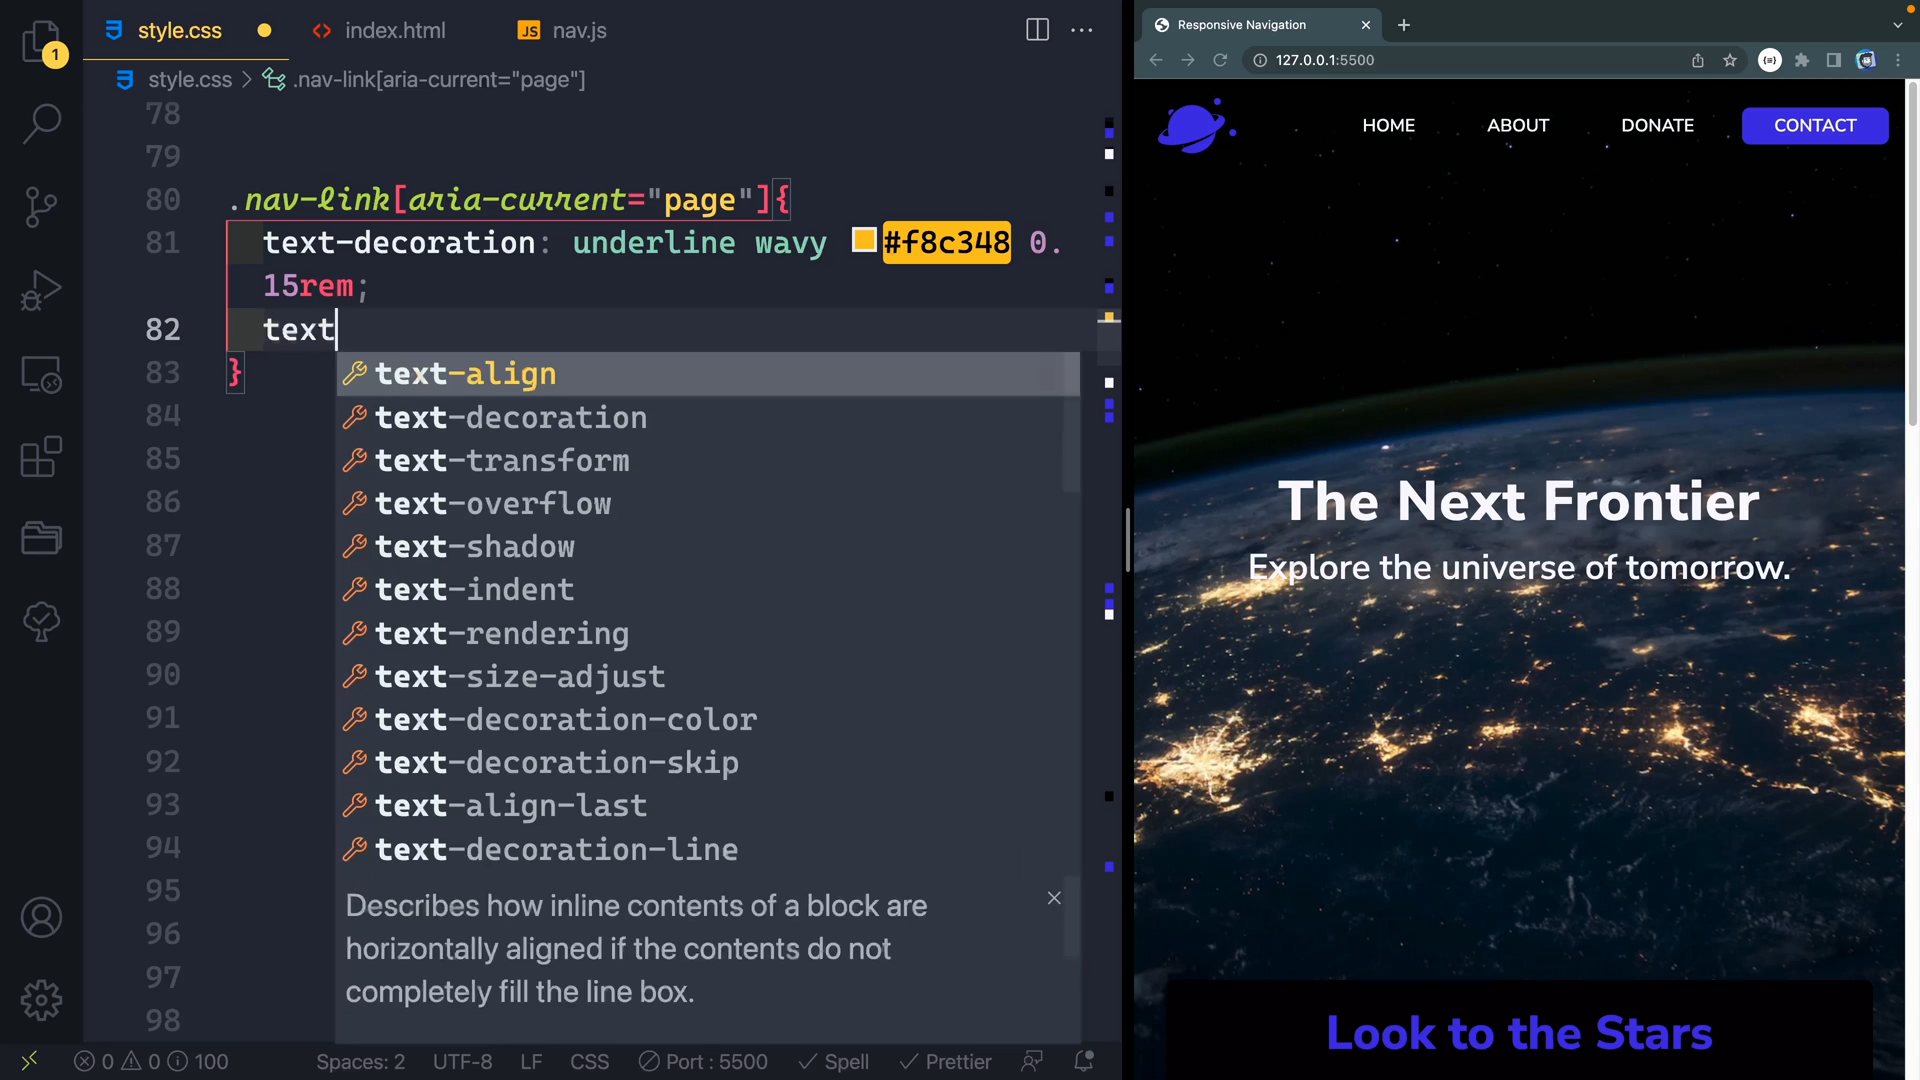 style.css
index.html
JS nav.js
1
style.css > .nav-link[aria-current="page"]
78
79
80 .nav-link[aria-current="page"]{
81 text-decoration: underline wavy #f8c348 0.
15rem;
82 text
83 }
84
85
86
87
88
89
90
91
92
93
94
95
96
97
98
text-align
text-decoration
text-transform
text-overflow
text-shadow
text-indent
text-rendering
text-size-adjust
text-decoration-color
text-decoration-skip
text-align-last
text-decoration-line
Describes how inline contents of a block are
horizontally aligned if the contents do not
completely fill the line box.
0 0 100
Spaces: 2
UTF-8
LF
CSS
Port : 5500
Spell
Prettier
Responsive Navigation
127.0.0.1:5500
HOME
ABOUT
DONATE
CONTACT
The Next Frontier
Explore the universe of tomorrow.
Look to the Stars